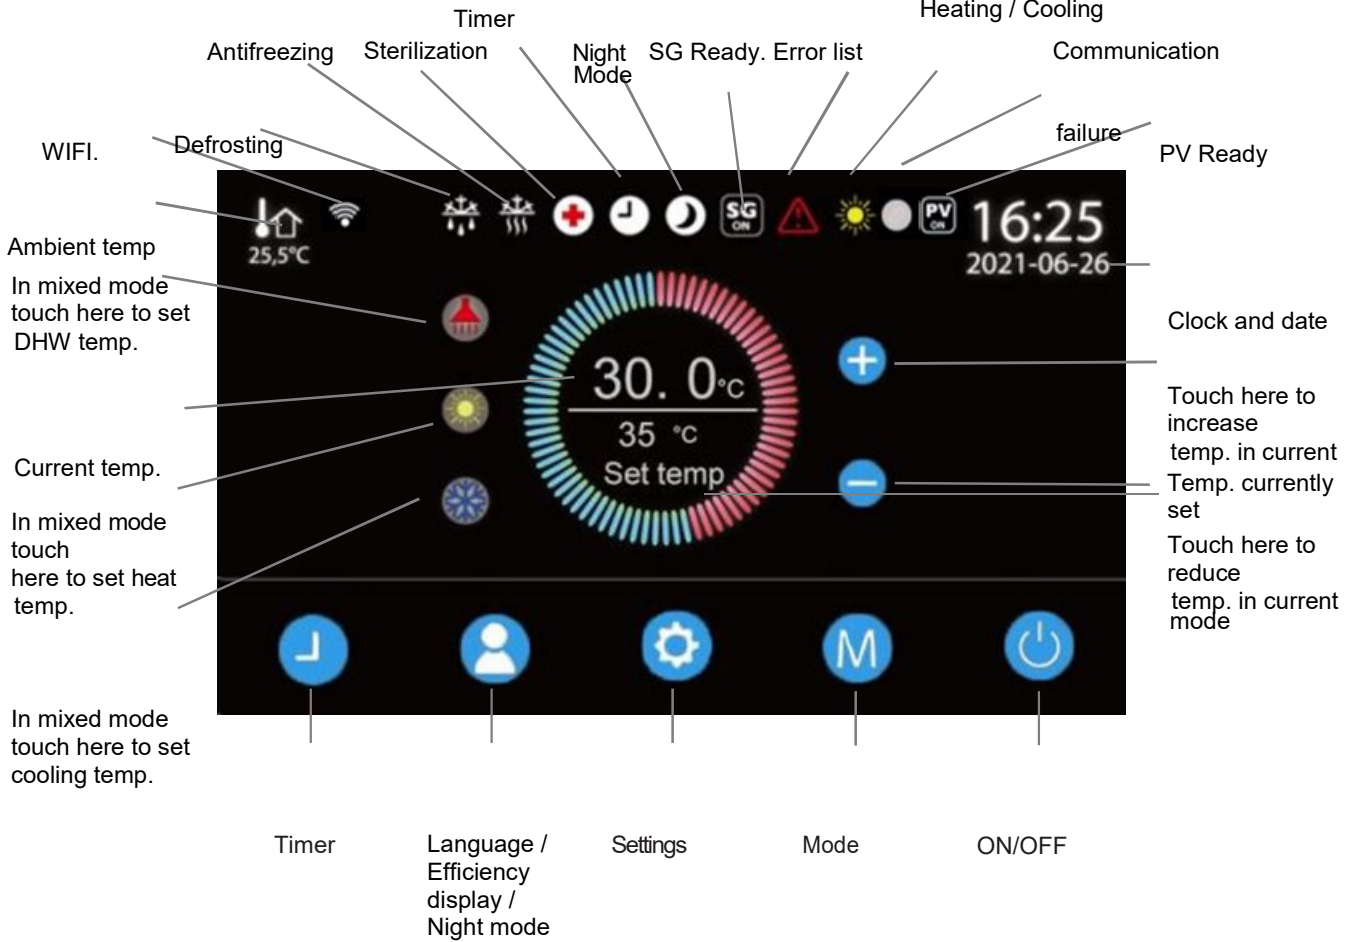 Heating / Cooling
Timer
Antifreezing
Sterilization
Night
Mode
SG Ready. Error list
Communication
failure
WIFI.
Defrosting
PV Ready
SG
ON
PV
ON
16:25
2021-06-26
25,5°C
Ambient temp
In mixed mode
touch here to set
DHW temp.
Clock and date
30. 0°C
35 °C
Set temp
Touch here to
increase
temp. in current
Current temp.
Temp. currently
set
In mixed mode
touch
here to set heat
temp.
Touch here to
reduce
temp. in current
mode
M
In mixed mode
touch here to set
cooling temp.
Timer
Language /
Efficiency
display /
Night mode
Settings
Mode
ON/OFF